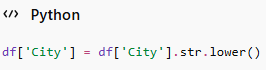 </> Python
df['City'] = df['City'].str.lower()